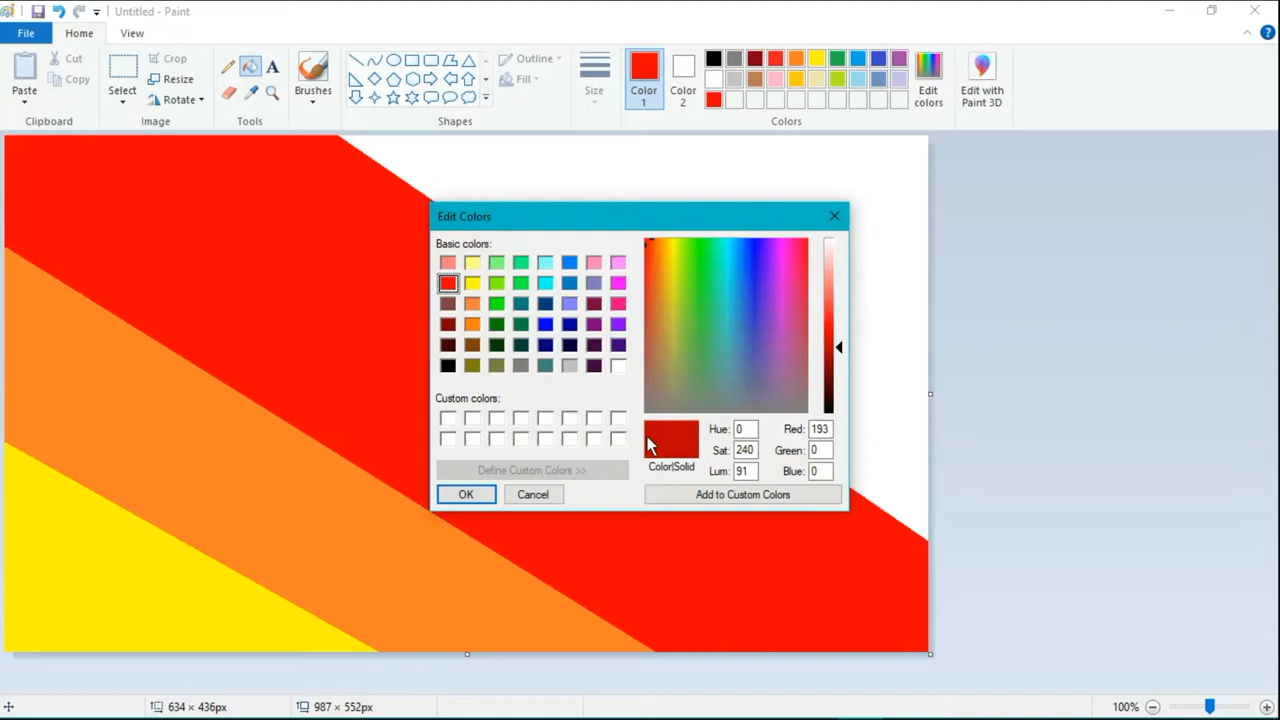 Untitled - Paint
File Home View
Paste
Cut
Copy
Clipboard
Select
Crop
Resize
Rotate
Image
A
Tools
Brushes
Outline
Fill
Shapes
Size
Color 1
Color 2
Edit colors
Colors
Edit with Paint 3D
Edit Colors
Basic colors:
Custom colors:
Define Custom Colors >>
OK Cancel
Color|Solid
Hue: 0 Red: 193
Sat: 240 Green: 0
Lum: 91 Blue: 0
Add to Custom Colors
634 × 436px 987 × 552px 100%